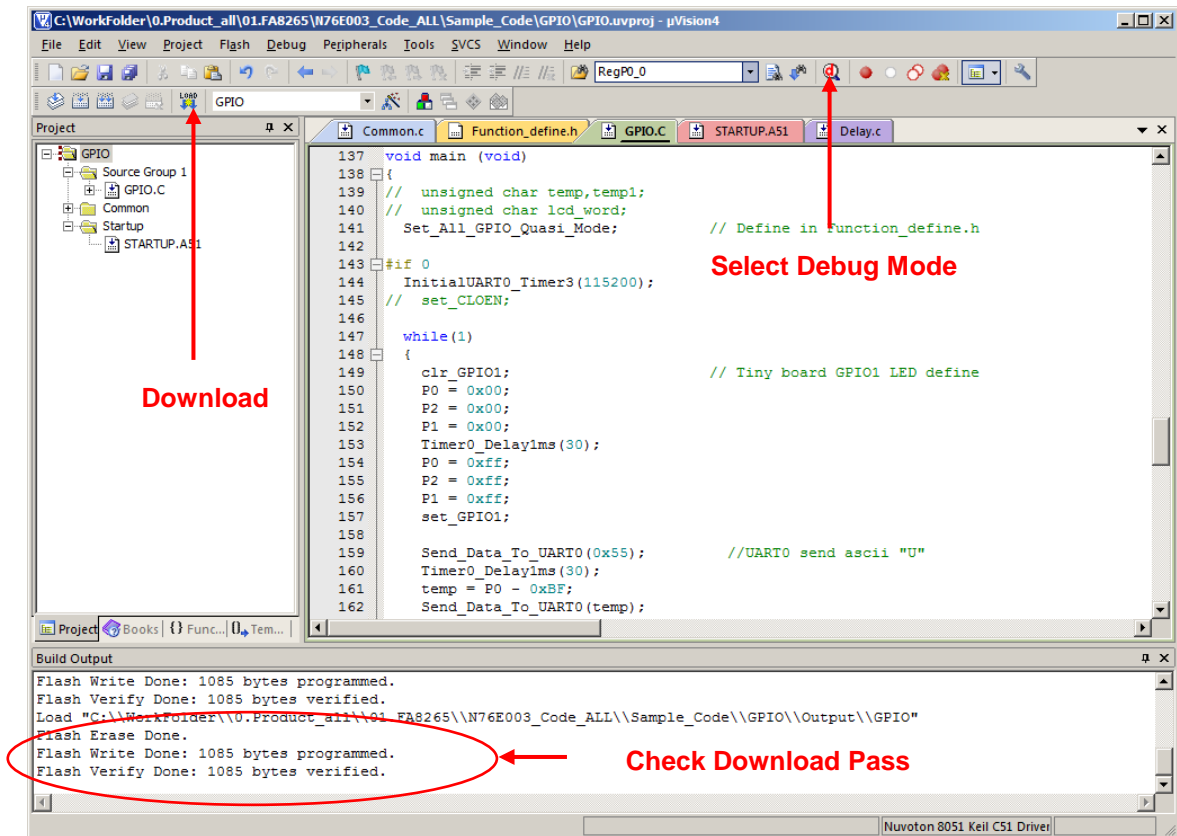 C:\WorkFolder\0.Product_all\01.FA8265\N76E003_Code_ALL\Sample_Code\GPIO\GPIO.uvproj - µVision4
File Edit View Project Flash Debug Peripherals Tools SVCS Window Help
RegP0_0
LOAD GPIO
Project
Common.c Function_define.h GPIO.C STARTUP.A51 Delay.c
GPIO
Source Group 1
GPIO.C
Common
Startup
STARTUP.A51
137 void main (void)
138 {
139 // unsigned char temp,temp1;
140 // unsigned char lcd_word;
141 Set_All_GPIO_Quasi_Mode; // Define in Function_define.h
142
143 #if 0
144 InitialUART0_Timer3(115200);
145 // set_CLOEN;
146
147 while(1)
148 {
149 clr_GPIO1; // Tiny board GPIO1 LED define
150 P0 = 0x00;
151 P2 = 0x00;
152 P1 = 0x00;
153 Timer0_Delay1ms(30);
154 P0 = 0xff;
155 P2 = 0xff;
156 P1 = 0xff;
157 set_GPIO1;
158
159 Send_Data_To_UART0(0x55); //UART0 send ascii "U"
160 Timer0_Delay1ms(30);
161 temp = P0 - 0xBF;
162 Send_Data_To_UART0(temp);
Select Debug Mode
Download
Project Books {} Func... Tem...
Build Output
Flash Write Done: 1085 bytes programmed.
Flash Verify Done: 1085 bytes verified.
Load "C:\\WorkFolder\\0.Product_all\\01.FA8265\\N76E003_Code_ALL\\Sample_Code\\GPIO\\Output\\GPIO"
Flash Erase Done.
Flash Write Done: 1085 bytes programmed.
Flash Verify Done: 1085 bytes verified.
Check Download Pass
Nuvoton 8051 Keil C51 Driver